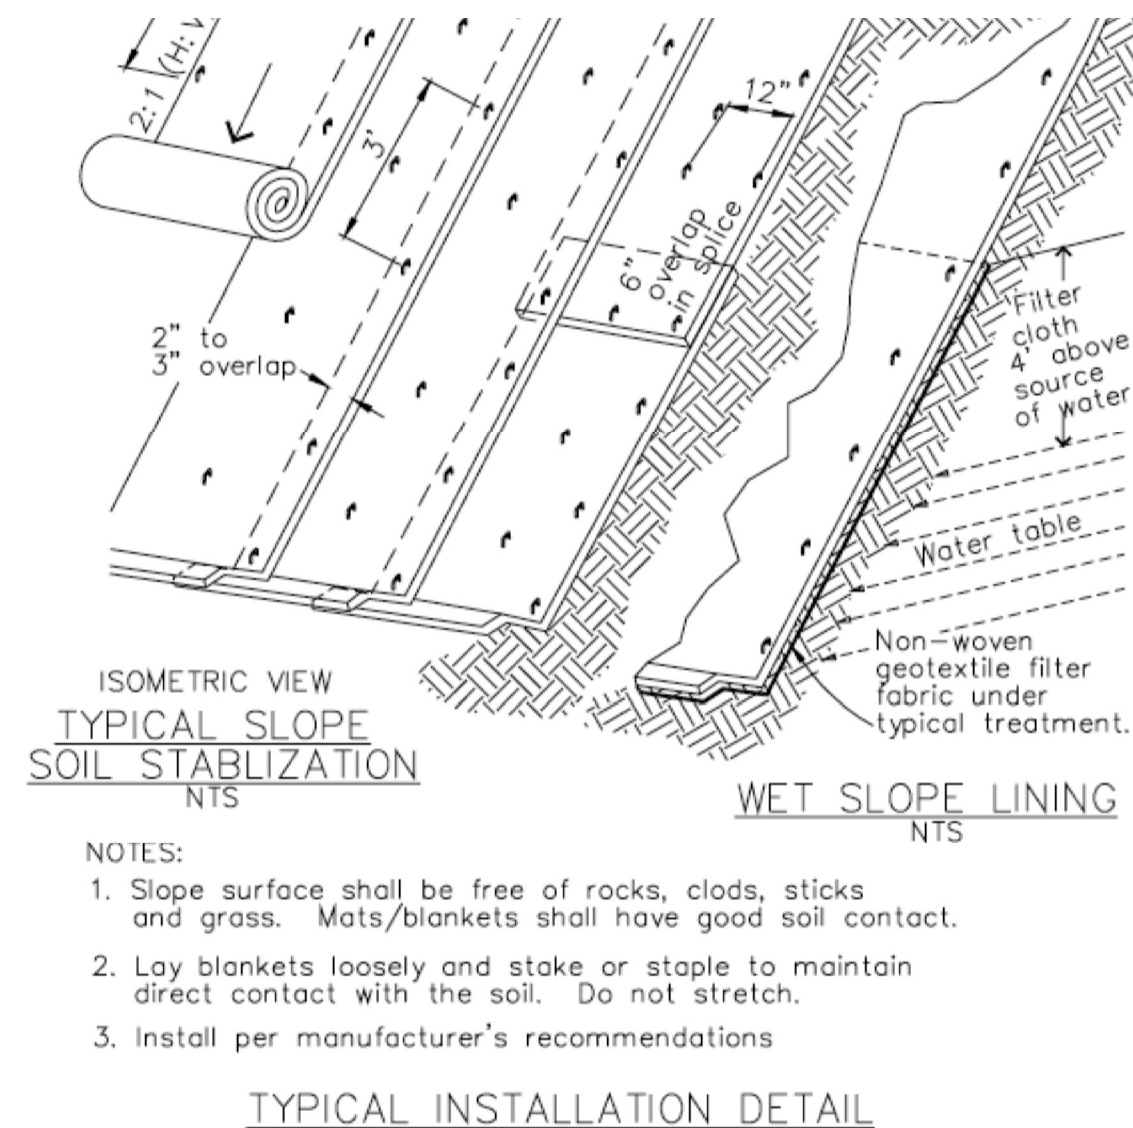 2:1 (H:V
3'
12"
6"
overlap
in splice
2" to
3" overlap
Filter
cloth
4' above
source
of water
Water table
Non-woven
geotextile filter
fabric under
typical treatment.
ISOMETRIC VIEW
TYPICAL SLOPE
SOIL STABLIZATION
NTS
WET SLOPE LINING
NTS
NOTES:
1. Slope surface shall be free of rocks, clods, sticks
and grass. Mats/blankets shall have good soil contact.
2. Lay blankets loosely and stake or staple to maintain
direct contact with the soil. Do not stretch.
3. Install per manufacturer's recommendations
TYPICAL INSTALLATION DETAIL